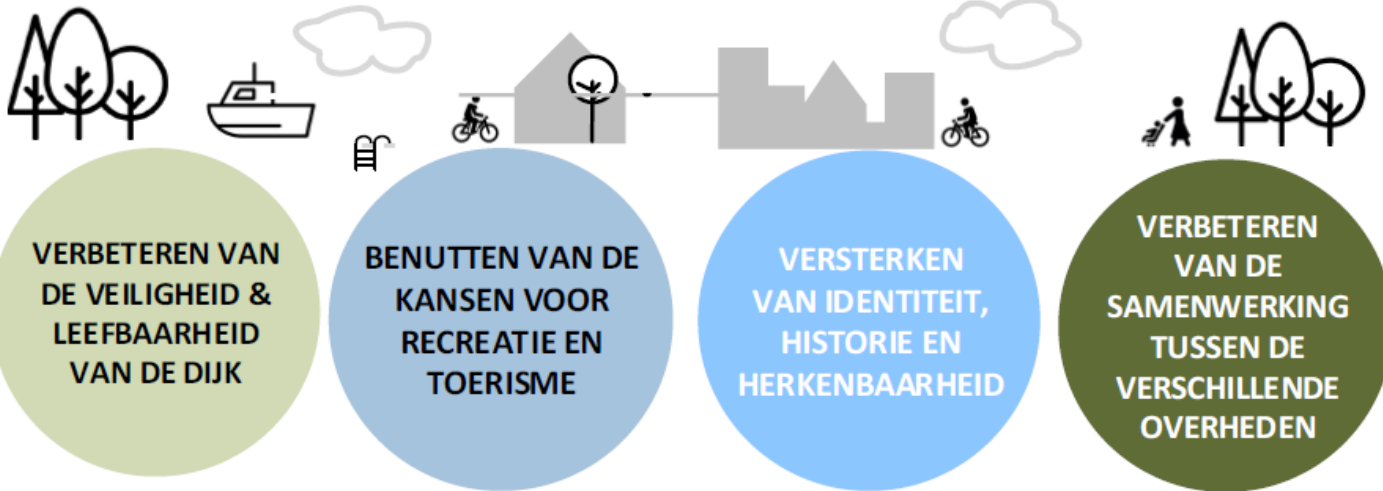 VERBETEREN VAN
DE VEILIGHEID &
LEEFBAARHEID
VAN DE DIJK
BENUTTEN VAN DE
KANSEN VOOR
RECREATIE EN
TOERISME
VERSTERKEN
VAN IDENTITEIT,
HISTORIE EN
HERKENBAARHEID
VERBETEREN
VAN DE
SAMENWERKING
TUSSEN DE
VERSCHILLENDE
OVERHEDEN